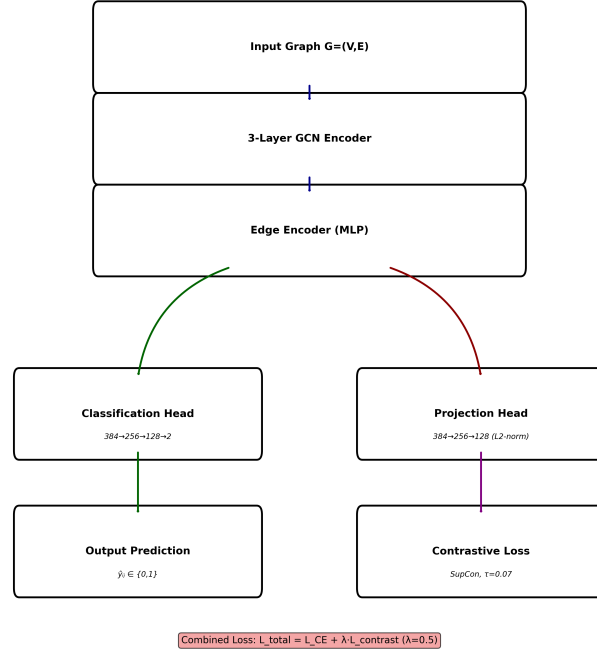 Input Graph G=(V,E)
3-Layer GCN Encoder
Edge Encoder (MLP)
Classification Head
384→256→128→2
Projection Head
384→256→128 (L2-norm)
Output Prediction
ŷᵢⱼ ∈ {0,1}
Contrastive Loss
SupCon, τ=0.07
Combined Loss: L_total = L_CE + λ·L_contrast (λ=0.5)